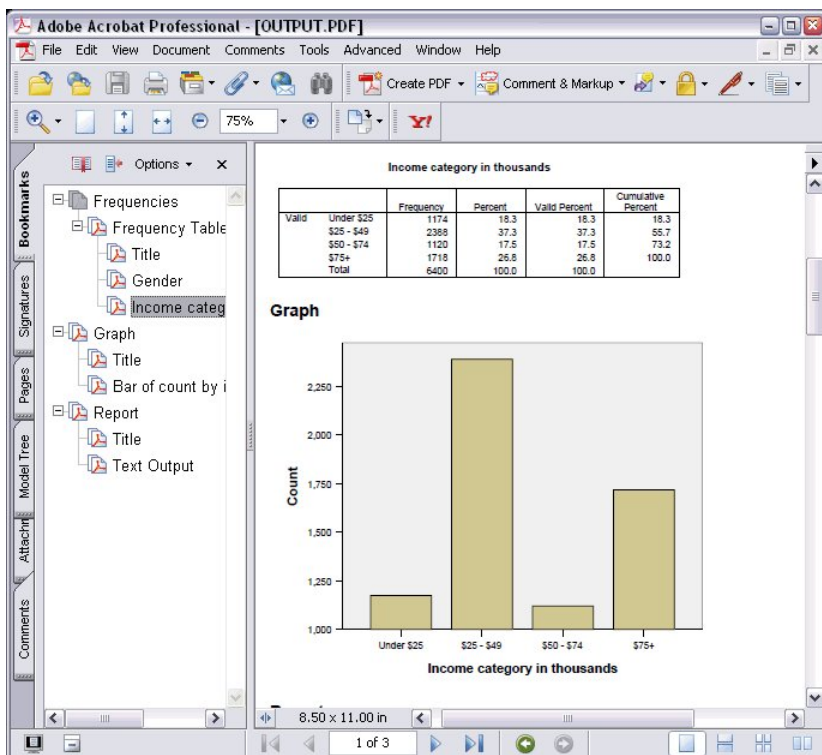 Adobe Acrobat Professional - [OUTPUT.PDF]
File Edit View Document Comments Tools Advanced Window Help
Create PDF Comment & Markup
75% Y!
Options x
Bookmarks
Signatures
Pages
Model Tree
Attachm
Comments
Frequencies
Frequency Table
Title
Gender
Income categ
Graph
Title
Bar of count by i
Report
Title
Text Output
Income category in thousands
Frequency Percent Valid Percent Cumulative Percent
Valid Under $25 1174 18.3 18.3 18.3
$25 - $49 2388 37.3 37.3 55.7
$50 - $74 1120 17.5 17.5 73.2
$75+ 1718 26.8 26.8 100.0
Total 6400 100.0 100.0
Graph
Count
2,250
2,000
1,750
1,500
1,250
1,000
Under $25 $25 - $49 $50 - $74 $75+
Income category in thousands
8.50 x 11.00 in
1 of 3